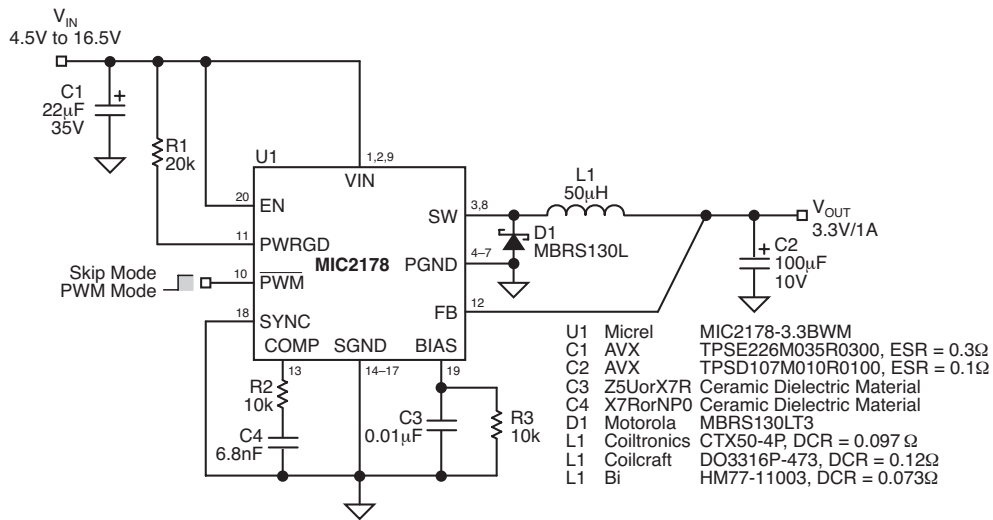 VIN
4.5V to 16.5V
C1
22µF
35V
+
R1
20k
U1
1,2,9
VIN
20
EN
11
PWRGD
MIC2178
10
PWM
Skip Mode
PWM Mode
18
SYNC
COMP
SGND
BIAS
13
14–17
19
SW
3,8
PGND
4–7
FB
12
L1
50µH
D1
MBRS130L
VOUT
3.3V/1A
+
C2
100µF
10V
R2
10k
C4
6.8nF
C3
0.01µF
R3
10k
U1 Micrel MIC2178-3.3BWM
C1 AVX TPSE226M035R0300, ESR = 0.3Ω
C2 AVX TPSD107M010R0100, ESR = 0.1Ω
C3 Z5UorX7R Ceramic Dielectric Material
C4 X7RorNP0 Ceramic Dielectric Material
D1 Motorola MBRS130LT3
L1 Coiltronics CTX50-4P, DCR = 0.097 Ω
L1 Coilcraft DO3316P-473, DCR = 0.12Ω
L1 Bi HM77-11003, DCR = 0.073Ω